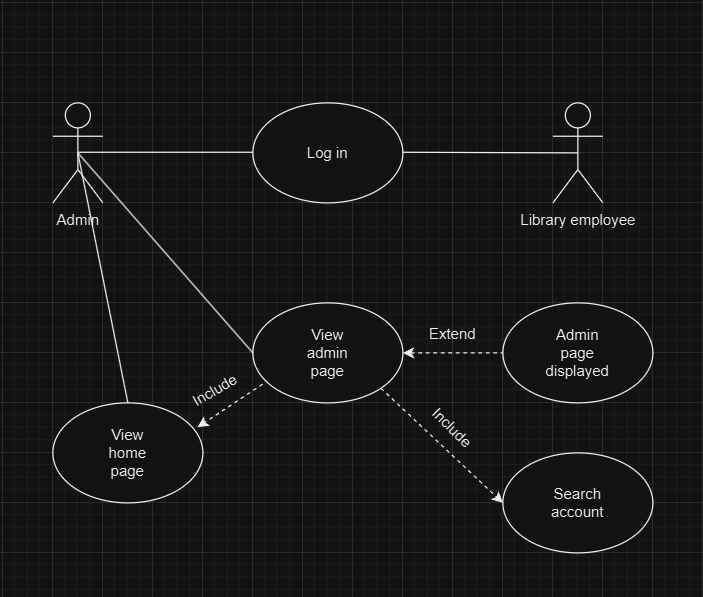 Log in
Admin
Library employee
View
admin
page
Extend
Admin
page
displayed
Include
Include
View
home
page
Search
account